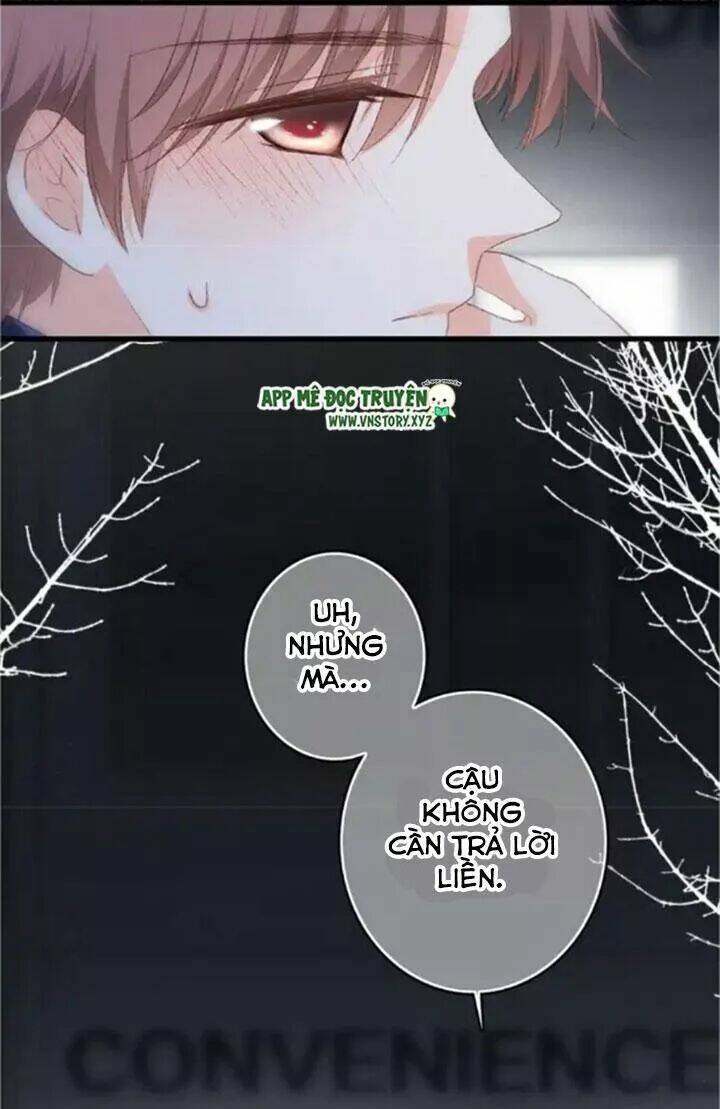 APP MÊ ĐỌC TRUYỆN
WWW.VNSTORY.XYZ
UH,
NHƯNG
MÀ...
CẬU
KHÔNG
CẦN TRẢ LỜI
LIỀN.
CONVENIENCE